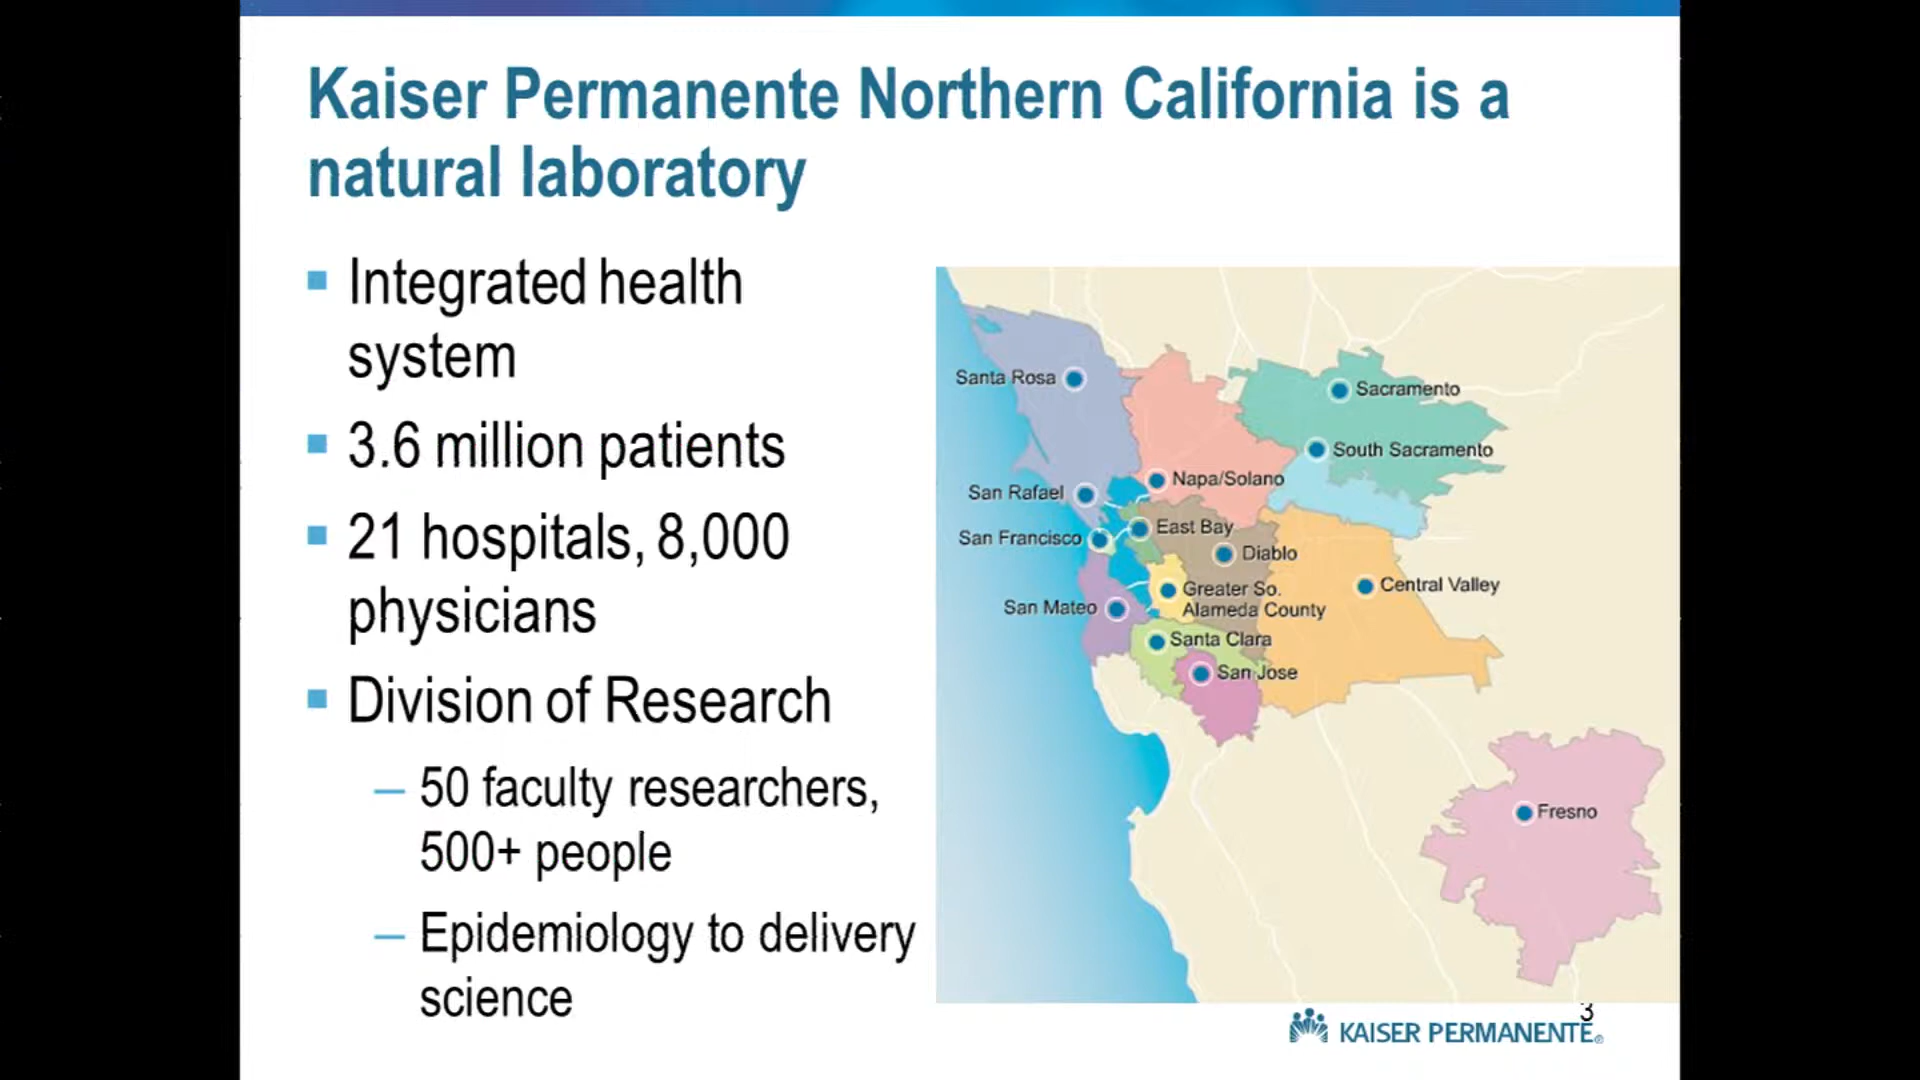 Kaiser Permanente Northern California is a
natural laboratory
Integrated health
system
3.6 million patients
21 hospitals, 8,000
physicians
Division of Research
– 50 faculty researchers,
500+ people
– Epidemiology to delivery
science
Santa Rosa
Sacramento
South Sacramento
Napa/Solano
San Rafael
East Bay
San Francisco
Diablo
Central Valley
Greater So.
Alameda County
San Mateo
Santa Clara
San Jose
Fresno
3
KAISER PERMANENTE®